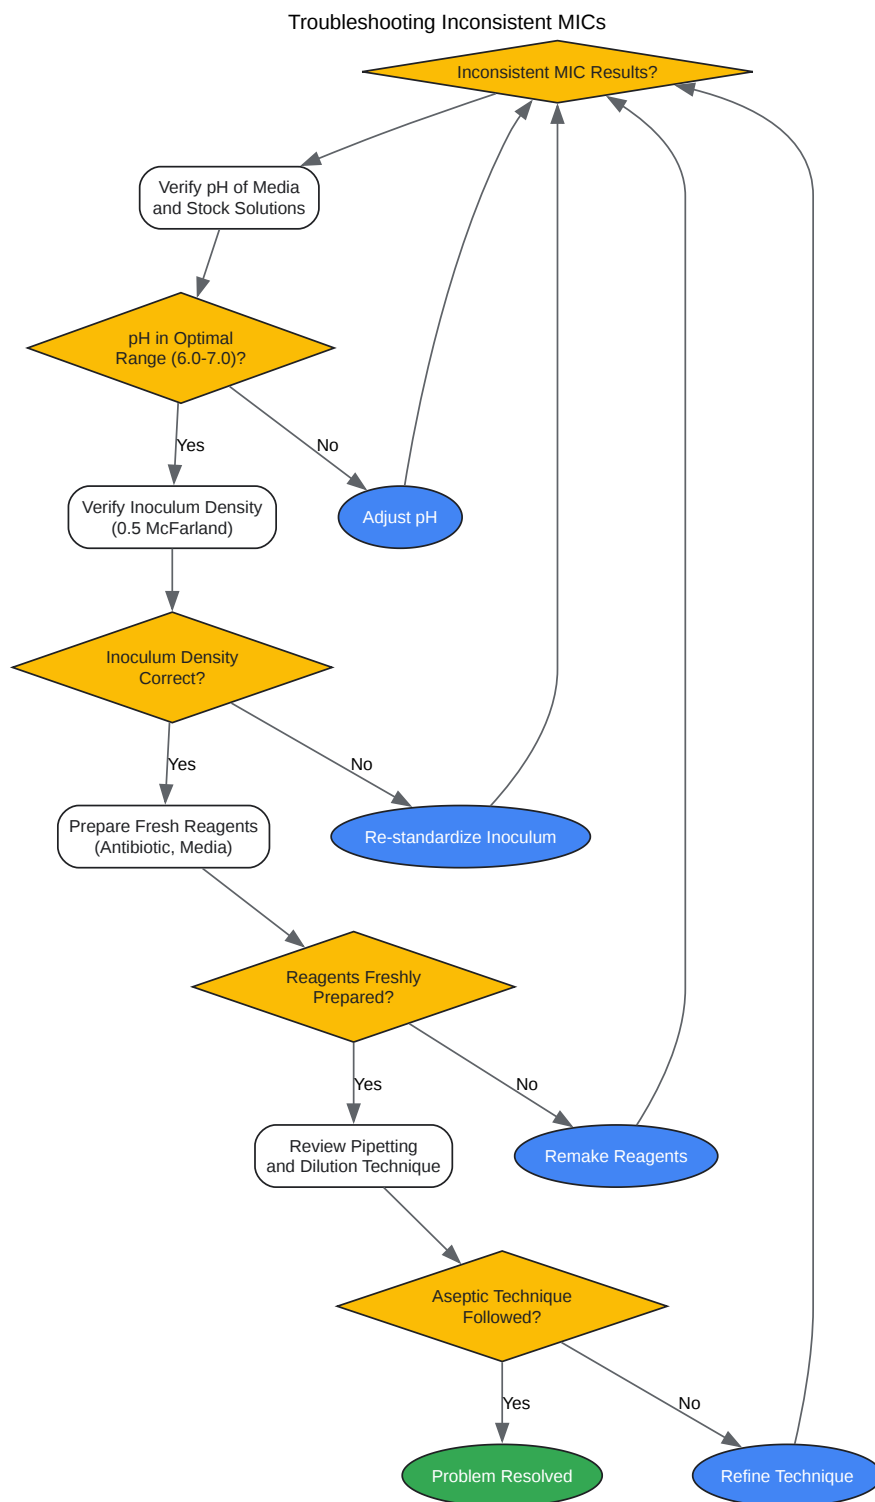 Troubleshooting Inconsistent MICs
Inconsistent MIC Results?
Verify pH of Media
and Stock Solutions
pH in Optimal
Range (6.0-7.0)?
Yes
No
Verify Inoculum Density
(0.5 McFarland)
Adjust pH
Inoculum Density
Correct?
Yes
No
Prepare Fresh Reagents
(Antibiotic, Media)
Re-standardize Inoculum
Reagents Freshly
Prepared?
Yes
No
Review Pipetting
and Dilution Technique
Remake Reagents
Aseptic Technique
Followed?
Yes
No
Problem Resolved
Refine Technique